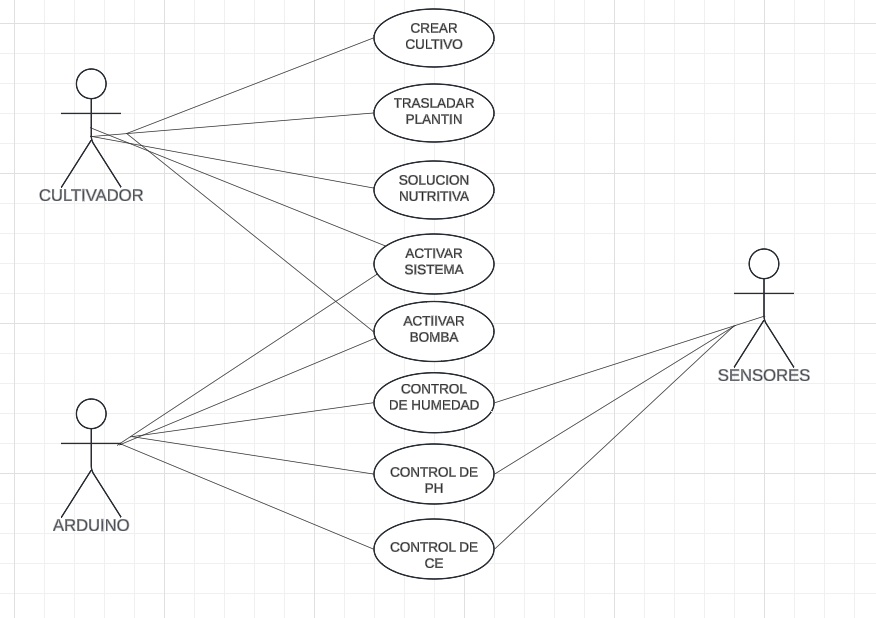 CREAR
CULTIVO
TRASLADAR
PLANTIN
CULTIVADOR
SOLUCION
NUTRITIVA
ACTIVAR
SISTEMA
ACTIIVAR
BOMBA
SENSORES
CONTROL
DE HUMEDAD
CONTROL DE
PH
ARDUINO
CONTROL DE
CE